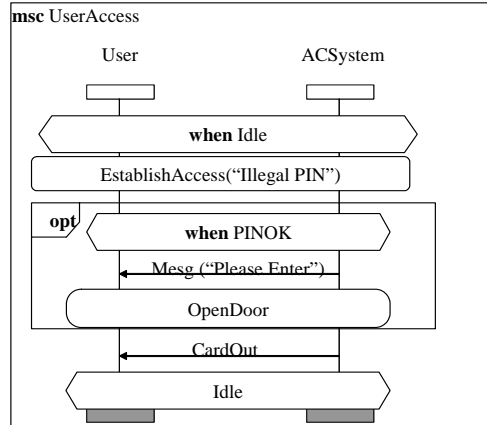 msc UserAccess
User ACSystem
when Idle
EstablishAccess(“Illegal PIN”)
opt
when PINOK
Mesg (“Please Enter”)
OpenDoor
CardOut
Idle